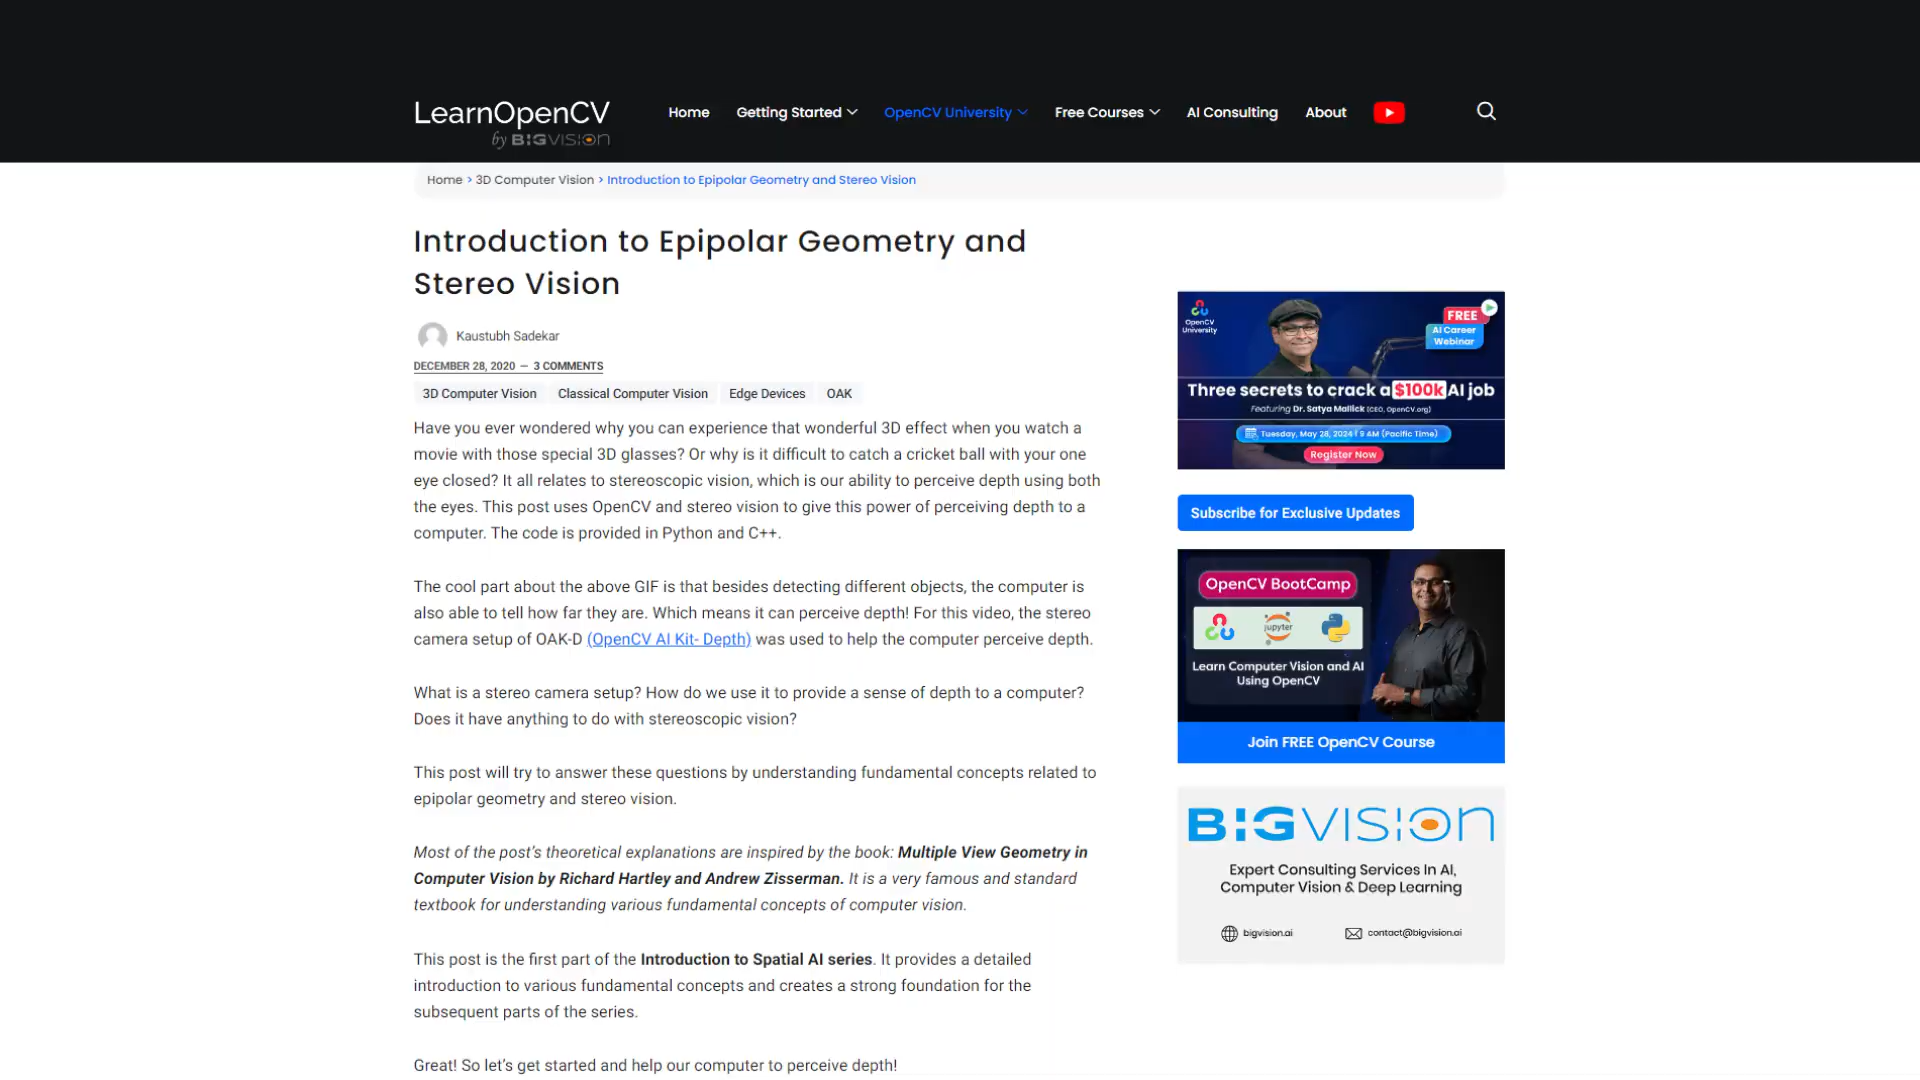 LearnOpenCV
by BIGVISION
Home
Getting Started
OpenCV University
Free Courses
AI Consulting
About
Home > 3D Computer Vision > Introduction to Epipolar Geometry and Stereo Vision
Introduction to Epipolar Geometry and
Stereo Vision
Kaustubh Sadekar
DECEMBER 28, 2020 — 3 COMMENTS
3D Computer Vision
Classical Computer Vision
Edge Devices
OAK
Have you ever wondered why you can experience that wonderful 3D effect when you watch a
movie with those special 3D glasses? Or why is it difficult to catch a cricket ball with your one
eye closed? It all relates to stereoscopic vision, which is our ability to perceive depth using both
the eyes. This post uses OpenCV and stereo vision to give this power of perceiving depth to a
computer. The code is provided in Python and C++.
The cool part about the above GIF is that besides detecting different objects, the computer is
also able to tell how far they are. Which means it can perceive depth! For this video, the stereo
camera setup of OAK-D (OpenCV AI Kit- Depth) was used to help the computer perceive depth.
What is a stereo camera setup? How do we use it to provide a sense of depth to a computer?
Does it have anything to do with stereoscopic vision?
This post will try to answer these questions by understanding fundamental concepts related to
epipolar geometry and stereo vision.
Most of the post's theoretical explanations are inspired by the book: Multiple View Geometry in
Computer Vision by Richard Hartley and Andrew Zisserman. It is a very famous and standard
textbook for understanding various fundamental concepts of computer vision.
This post is the first part of the Introduction to Spatial AI series. It provides a detailed
introduction to various fundamental concepts and creates a strong foundation for the
subsequent parts of the series.
Great! So let's get started and help our computer to perceive depth!
OpenCV
University
FREE
AI Career
Webinar
Three secrets to crack a $100k AI job
Featuring Dr. Satya Mallick (CEO, OpenCV.org)
Tuesday, May 28, 2024 | 9 AM (Pacific Time)
Register Now
Subscribe for Exclusive Updates
OpenCV BootCamp
jupyter
Learn Computer Vision and AI
Using OpenCV
Join FREE OpenCV Course
BIGVISION
Expert Consulting Services In AI,
Computer Vision & Deep Learning
bigvision.ai
contact@bigvision.ai